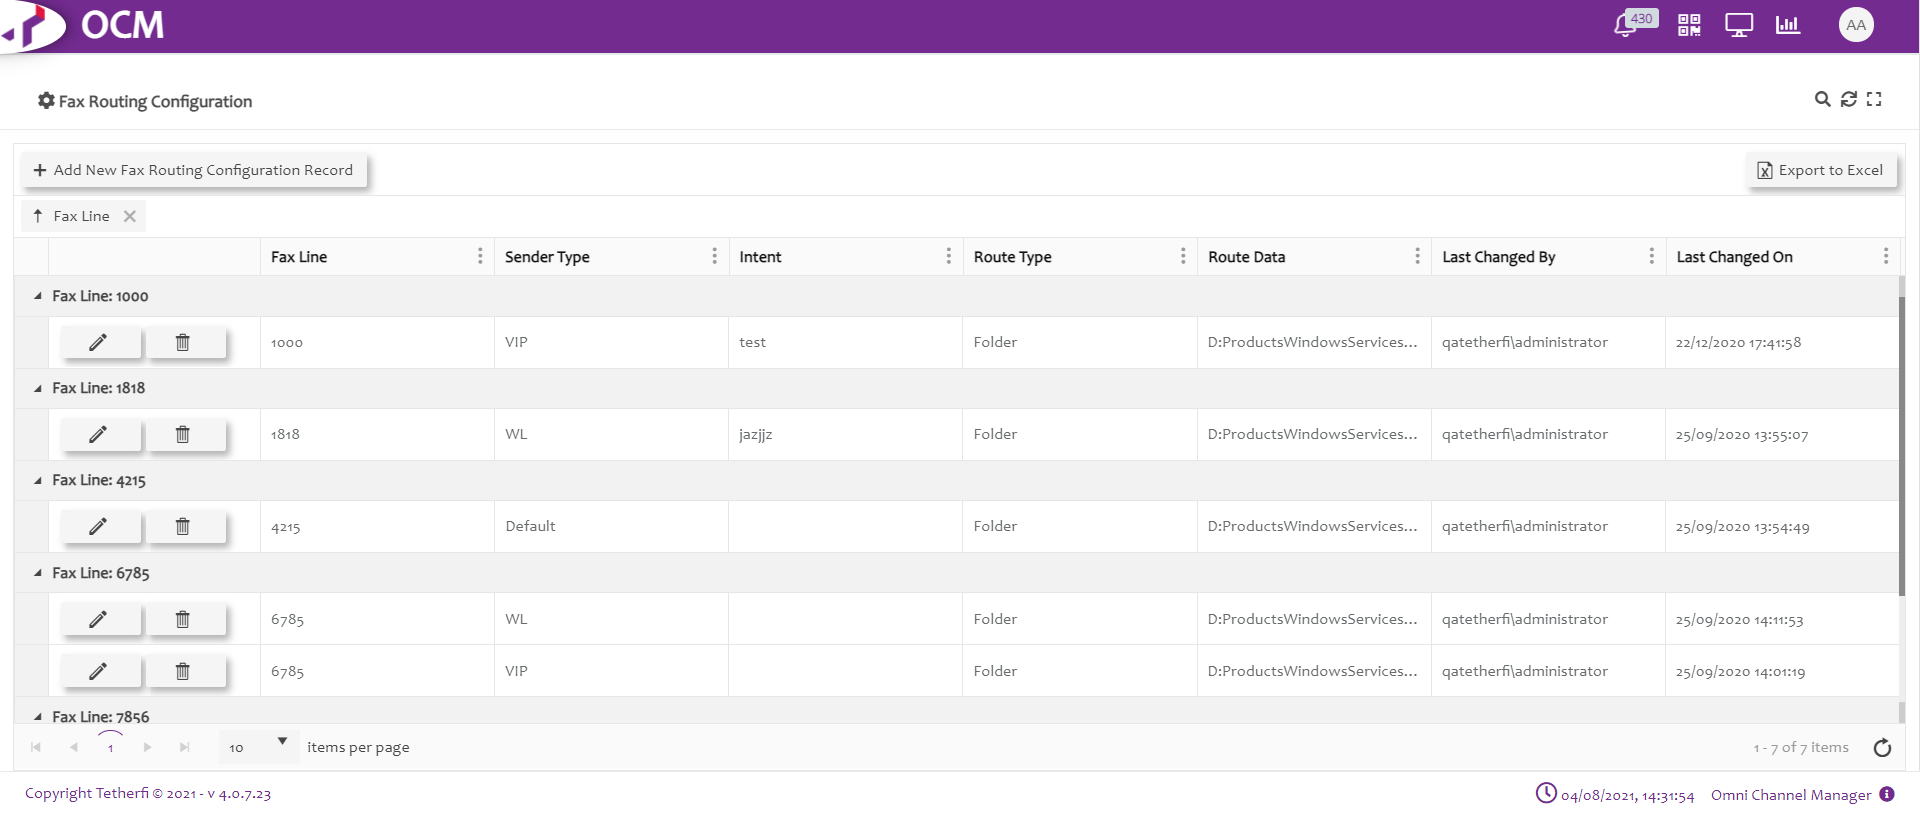 OCM
430
AA
Fax Routing Configuration
Add New Fax Routing Configuration Record
Export to Excel
Fax Line
Fax Line Sender Type Intent Route Type Route Data Last Changed By Last Changed On
Fax Line: 1000
1000 VIP test Folder D:ProductsWindowsServices... qatetherfi\administrator 22/12/2020 17:41:58
Fax Line: 1818
1818 WL jazjjz Folder D:ProductsWindowsServices... qatetherfi\administrator 25/09/2020 13:55:07
Fax Line: 4215
4215 Default Folder D:ProductsWindowsServices... qatetherfi\administrator 25/09/2020 13:54:49
Fax Line: 6785
6785 WL Folder D:ProductsWindowsServices... qatetherfi\administrator 25/09/2020 14:11:53
6785 VIP Folder D:ProductsWindowsServices... qatetherfi\administrator 25/09/2020 14:01:19
Fax Line: 7856
1 10 items per page 1 - 7 of 7 items
Copyright Tetherfi © 2021 - v 4.0.7.23 04/08/2021, 14:31:54 Omni Channel Manager